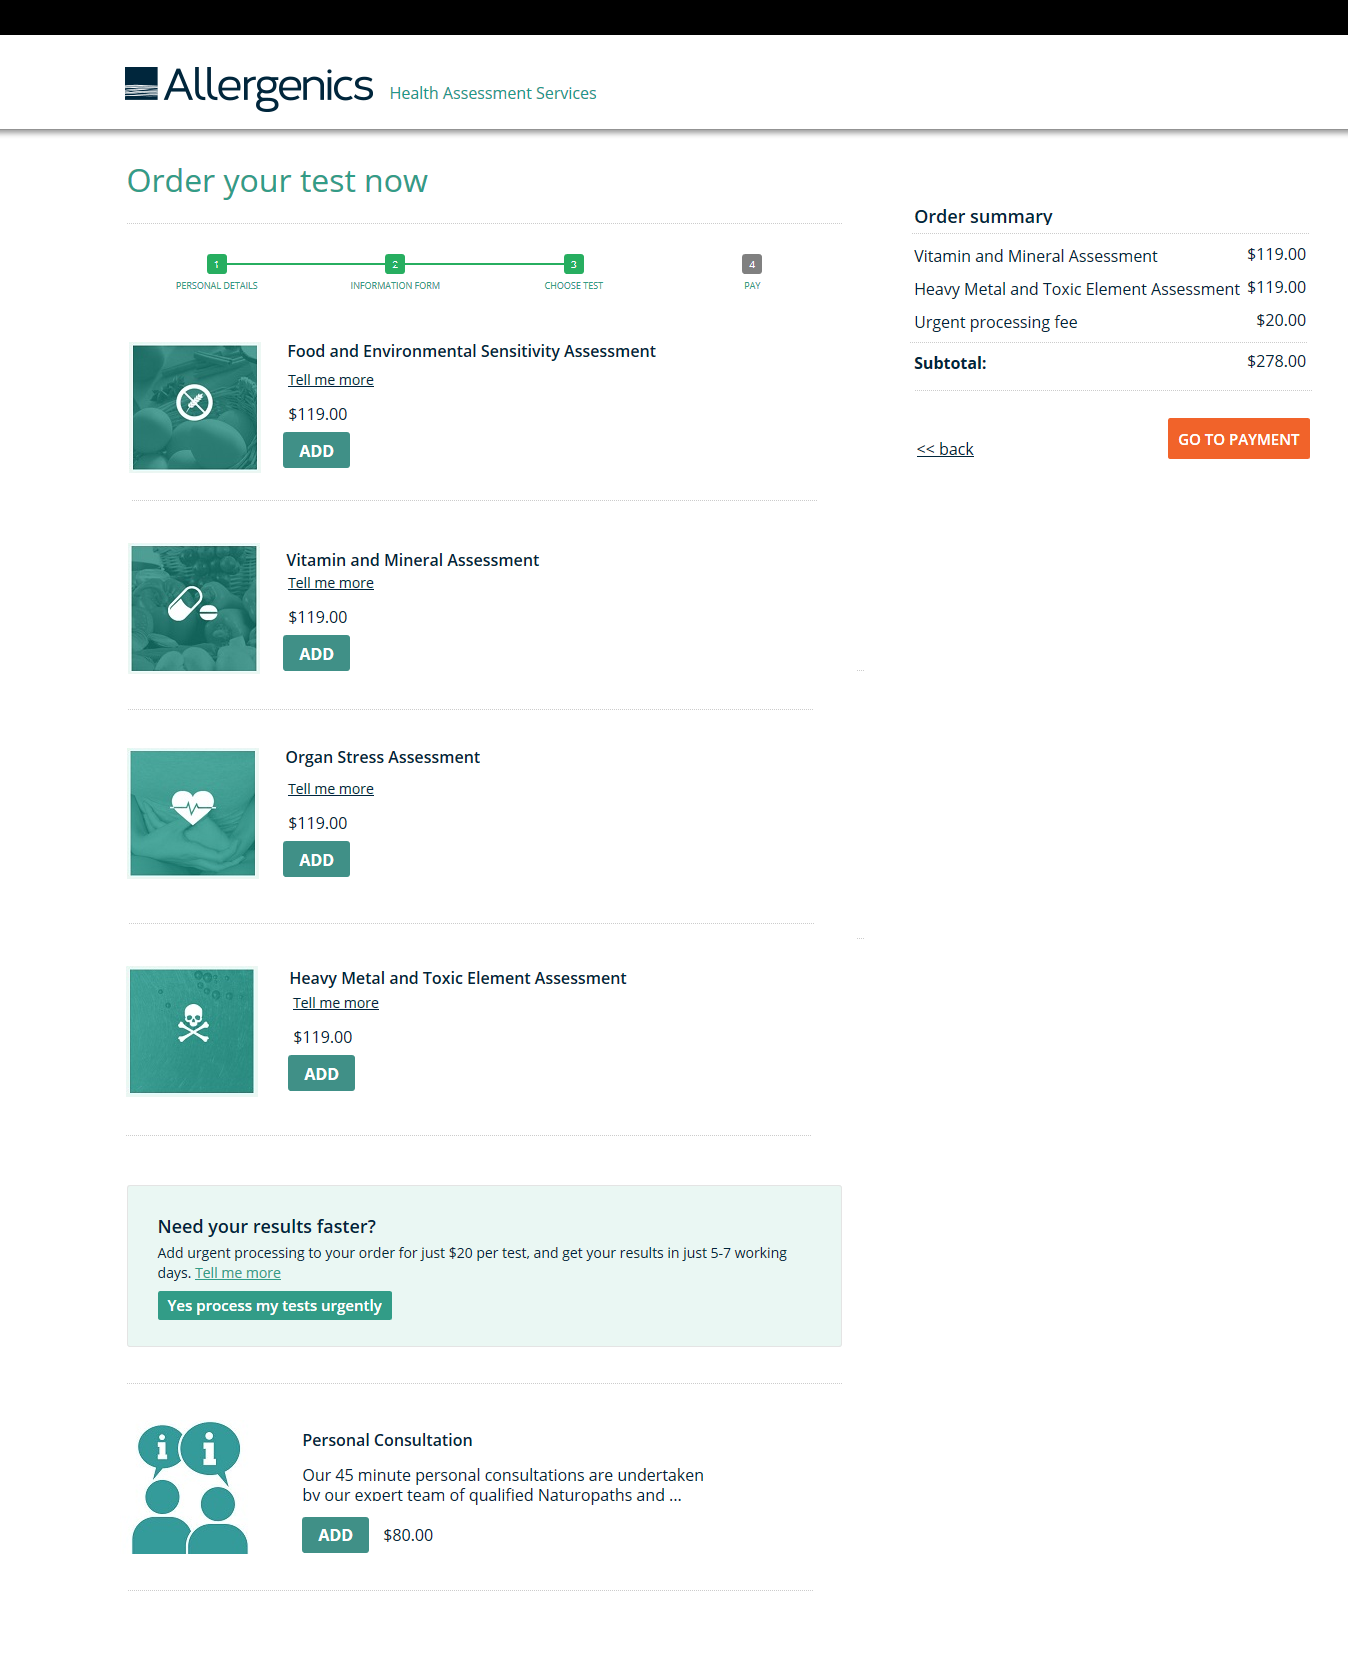 Allergenics Health Assessment Services
Order your test now
1 2 3 4
PERSONAL DETAILS INFORMATION FORM CHOOSE TEST PAY
Food and Environmental Sensitivity Assessment
Tell me more
$119.00
ADD
Vitamin and Mineral Assessment
Tell me more
$119.00
ADD
Organ Stress Assessment
Tell me more
$119.00
ADD
Heavy Metal and Toxic Element Assessment
Tell me more
$119.00
ADD
Need your results faster?
Add urgent processing to your order for just $20 per test, and get your results in just 5-7 working
days. Tell me more
Yes process my tests urgently
Personal Consultation
Our 45 minute personal consultations are undertaken
by our expert team of qualified Naturopaths and ...
ADD $80.00
Order summary
Vitamin and Mineral Assessment $119.00
Heavy Metal and Toxic Element Assessment $119.00
Urgent processing fee $20.00
Subtotal: $278.00
<< back
GO TO PAYMENT